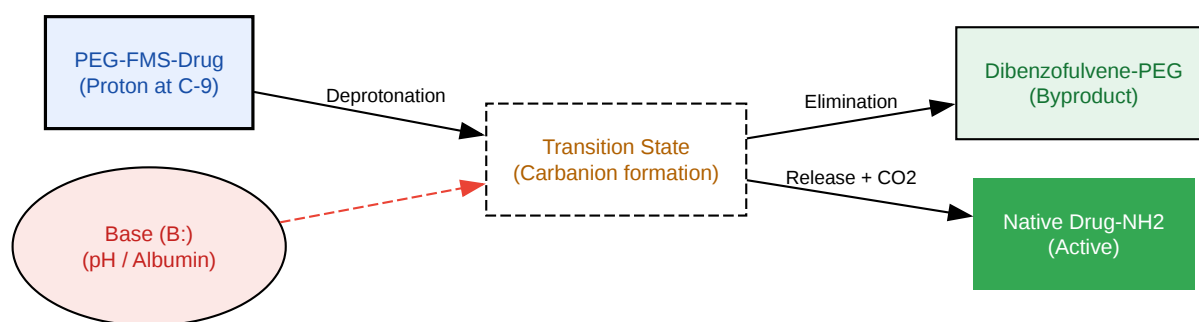 PEG-FMS-Drug
(Proton at C-9)
Deprotonation
Base (B:)
(pH / Albumin)
Transition State
(Carbanion formation)
Elimination
Release + CO2
Dibenzofulvene-PEG
(Byproduct)
Native Drug-NH2
(Active)